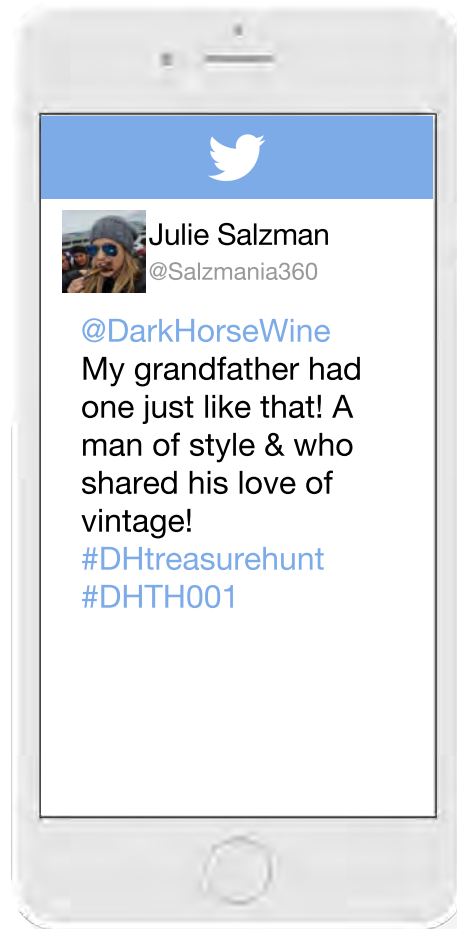 Julie Salzman
@Salzmania360
@DarkHorseWine
My grandfather had
one just like that! A
man of style & who
shared his love of
vintage!
#DHtreasurehunt
#DHTH001